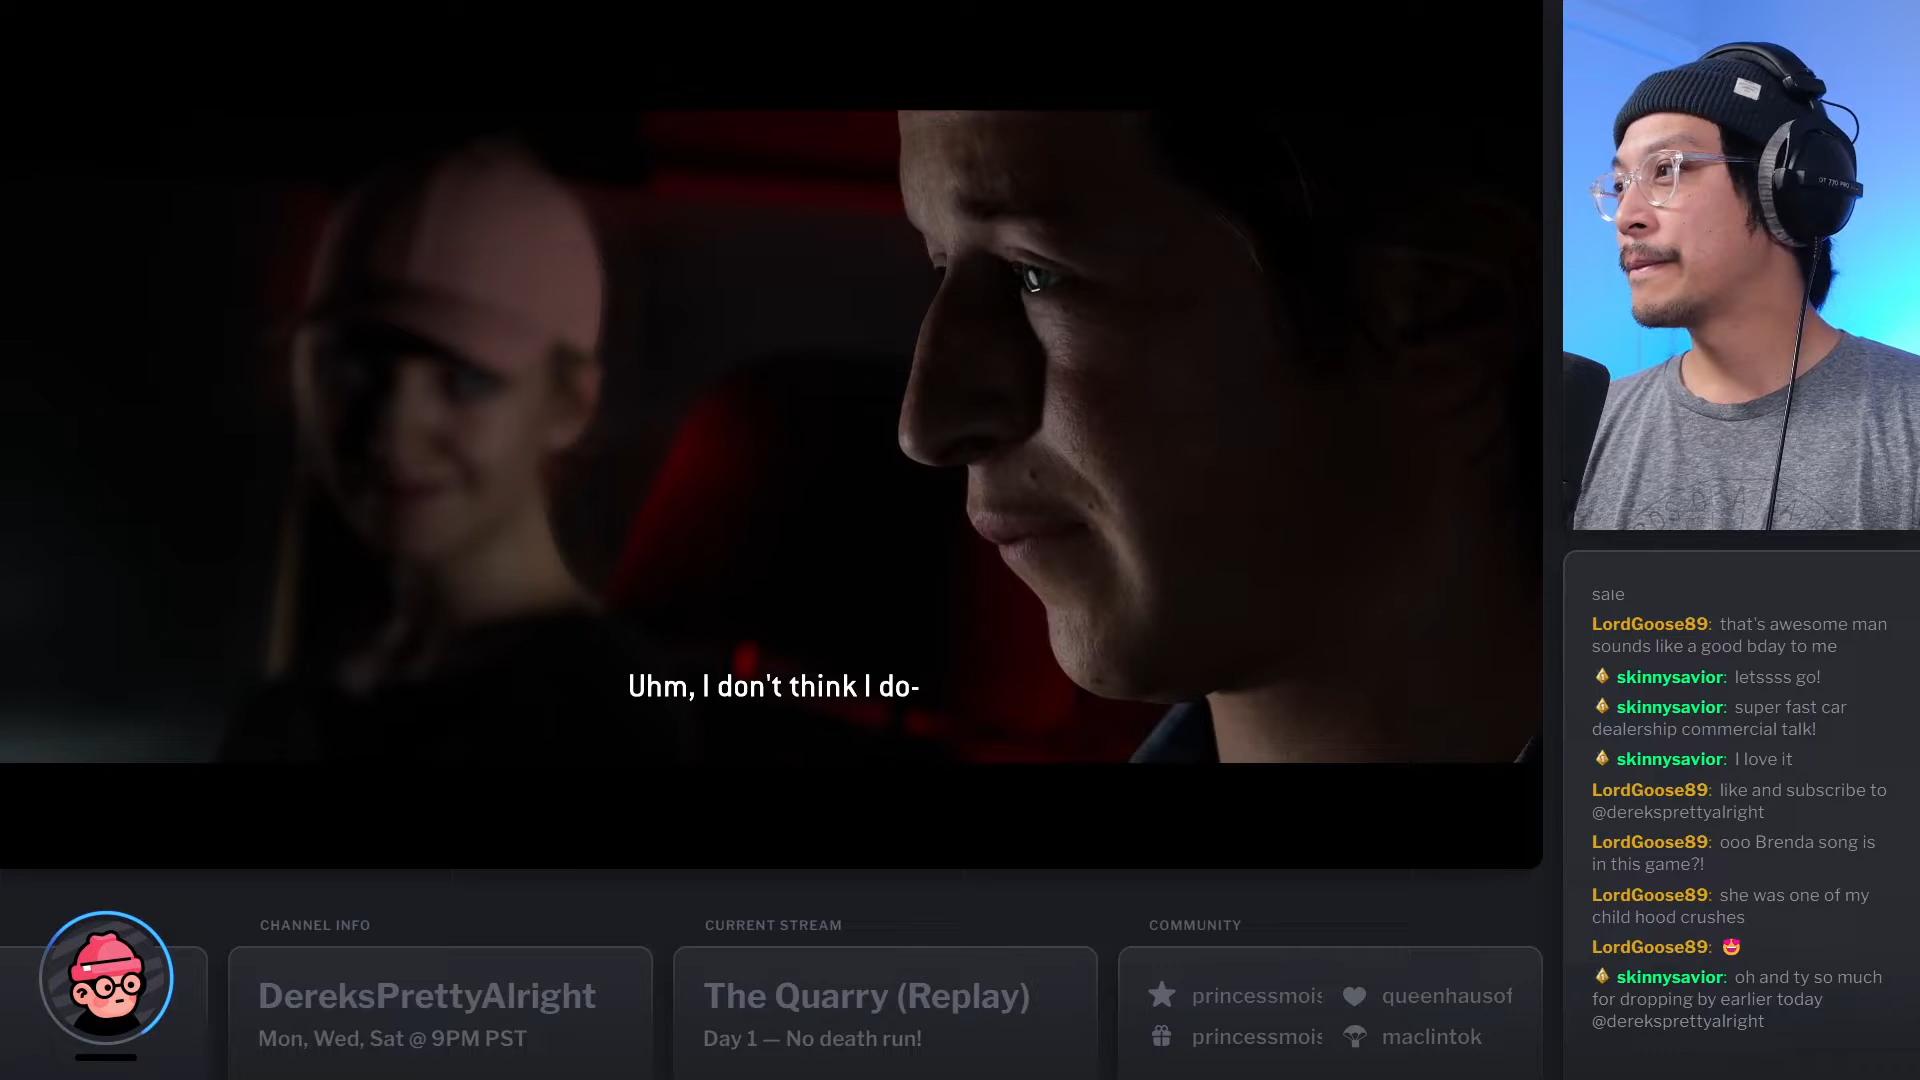 Uhm, I don't think I do-
DT 770 PRO
sale
LordGoose89: that's awesome man
sounds like a good bday to me
skinnysavior: letssss go!
skinnysavior: super fast car
dealership commercial talk!
skinnysavior: I love it
LordGoose89: like and subscribe to
@dereksprettyalright
LordGoose89: ooo Brenda song is
in this game?!
LordGoose89: she was one of my
child hood crushes
LordGoose89: 😍
skinnysavior: oh and ty so much
for dropping by earlier today
@dereksprettyalright
CHANNEL INFO
DereksPrettyAlright
Mon, Wed, Sat @ 9PM PST
CURRENT STREAM
The Quarry (Replay)
Day 1 — No death run!
COMMUNITY
princessmois queenhausof
princessmois maclintok